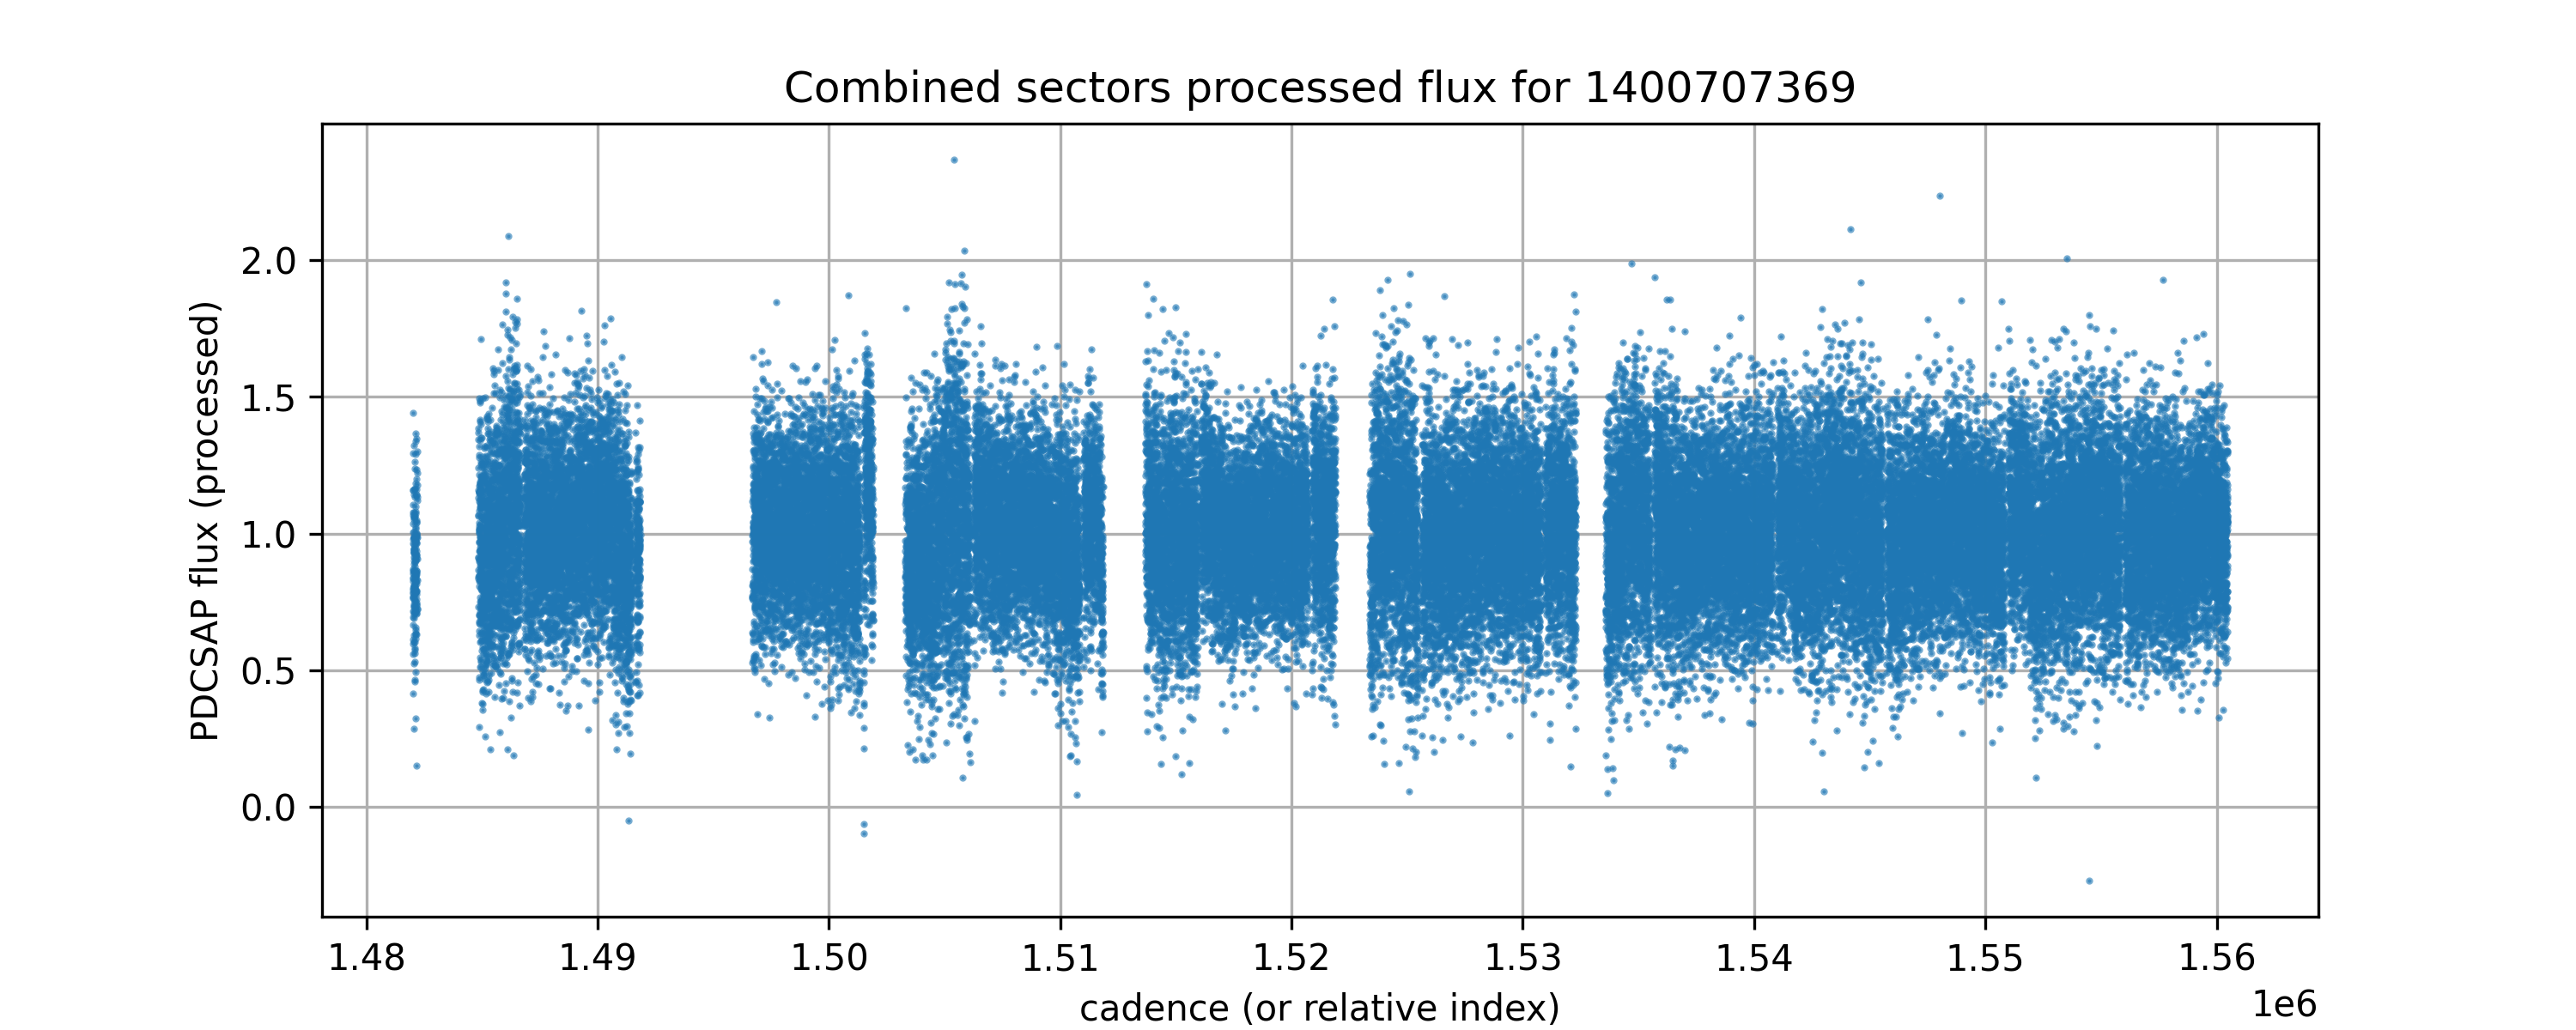 Combined sectors processed flux for 1400707369
PDCSAP flux (processed)
2.0
1.5
1.0
0.5
0.0
1.48 1.49 1.50 1.51 1.52 1.53 1.54 1.55 1.56
1e6
cadence (or relative index)